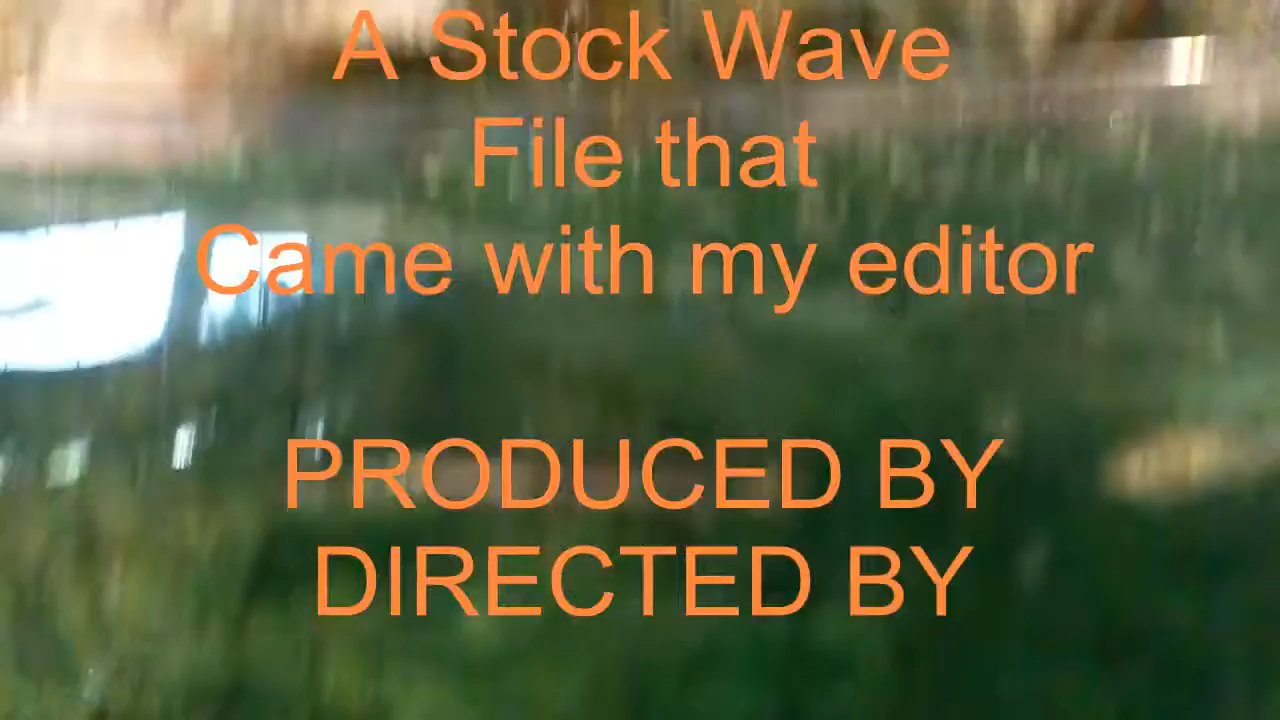 A Stock Wave
File that
Came with my editor
PRODUCED BY
DIRECTED BY